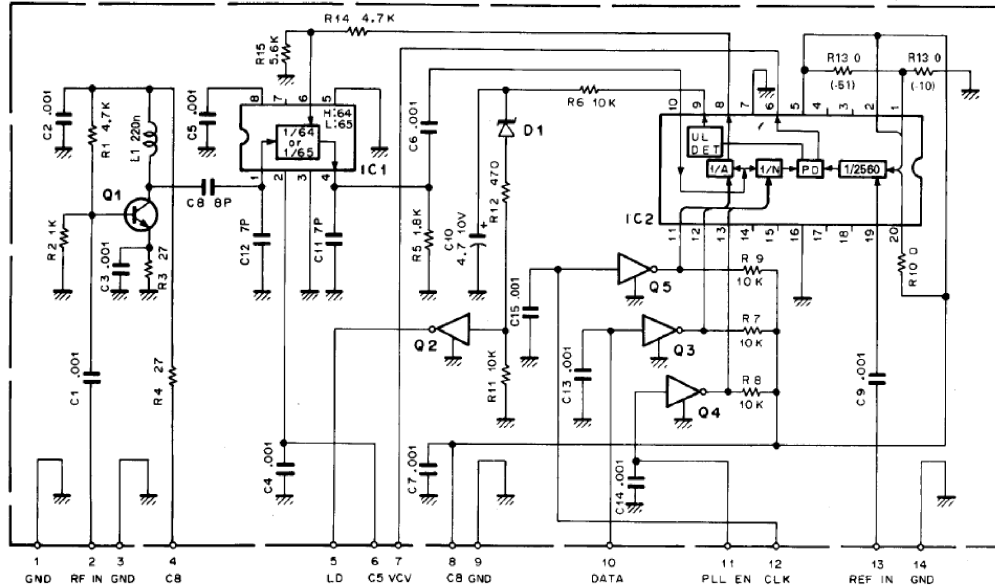 R14 4.7K
R15 5.6K
R13 0
(-51)
R13 0
(-10)
C2 .001
R1 4.7K
L1 220n
C5 .001
8 7 6 5
H:64
L:65
1/64
or
1/65
IC1
1 2 3 4
C6 .001
R6 10K
D1
10 9 8 7 6 5 4 3 2 1
UL
DET
1/A
1/N
PD
1/2560
IC2
11 12 13 14 15 16 17 18 19 20
Q1
C8 8P
R2 1K
C3 .001
R3 27
C12 7P
C11 7P
R5 1.8K
C10
4.7 10V
+
R12 470
R10 0
Q5
R 9
10K
C15 .001
Q2
Q3
R 7
10K
R11 10K
C13 .001
Q4
R 8
10K
C1 .001
R4 27
C9 .001
C4 .001
C7 .001
C14 .001
1 2 3 4 5 6 7 8 9 10 11 12 13 14
GND RF IN GND C8 LD C5 VCV C8 GND DATA PLL EN CLK REF IN GND